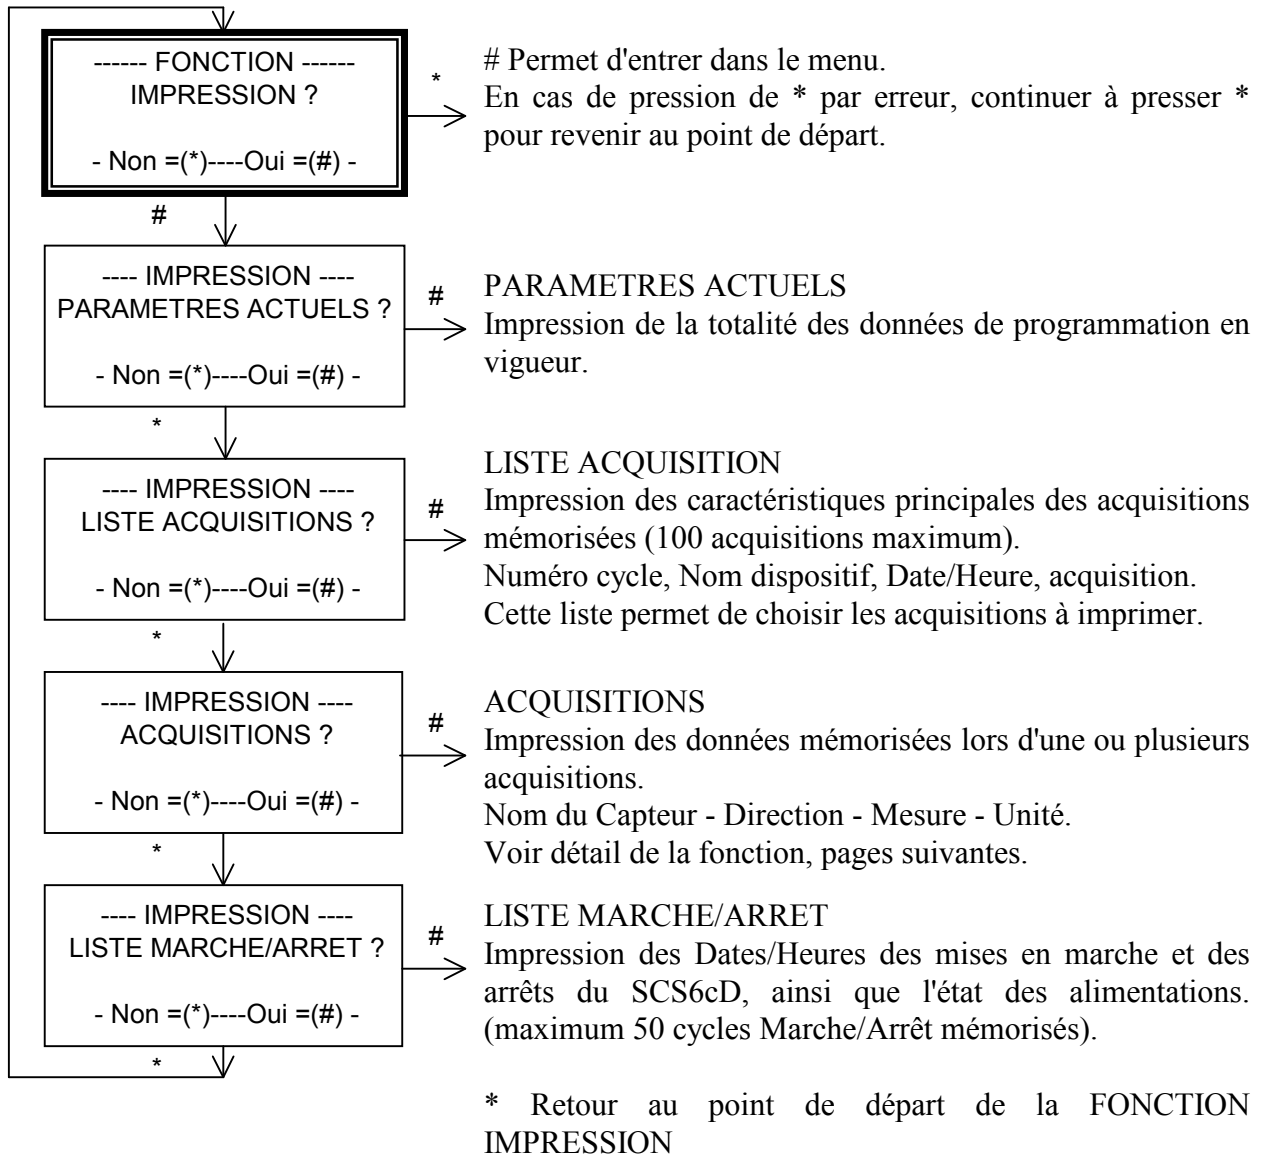 ------ FONCTION ------
IMPRESSION ?
- Non =(*)----Oui =(#) -
*
# Permet d'entrer dans le menu.
En cas de pression de * par erreur, continuer à presser *
pour revenir au point de départ.
#
---- IMPRESSION ----
PARAMETRES ACTUELS ?
- Non =(*)----Oui =(#) -
#
PARAMETRES ACTUELS
Impression de la totalité des données de programmation en
vigueur.
*
---- IMPRESSION ----
LISTE ACQUISITIONS ?
- Non =(*)----Oui =(#) -
#
LISTE ACQUISITION
Impression des caractéristiques principales des acquisitions
mémorisées (100 acquisitions maximum).
Numéro cycle, Nom dispositif, Date/Heure, acquisition.
Cette liste permet de choisir les acquisitions à imprimer.
*
---- IMPRESSION ----
ACQUISITIONS ?
- Non =(*)----Oui =(#) -
#
ACQUISITIONS
Impression des données mémorisées lors d'une ou plusieurs
acquisitions.
Nom du Capteur - Direction - Mesure - Unité.
Voir détail de la fonction, pages suivantes.
*
---- IMPRESSION ----
LISTE MARCHE/ARRET ?
- Non =(*)----Oui =(#) -
#
LISTE MARCHE/ARRET
Impression des Dates/Heures des mises en marche et des
arrêts du SCS6cD, ainsi que l'état des alimentations.
(maximum 50 cycles Marche/Arrêt mémorisés).
*
* Retour au point de départ de la FONCTION
IMPRESSION